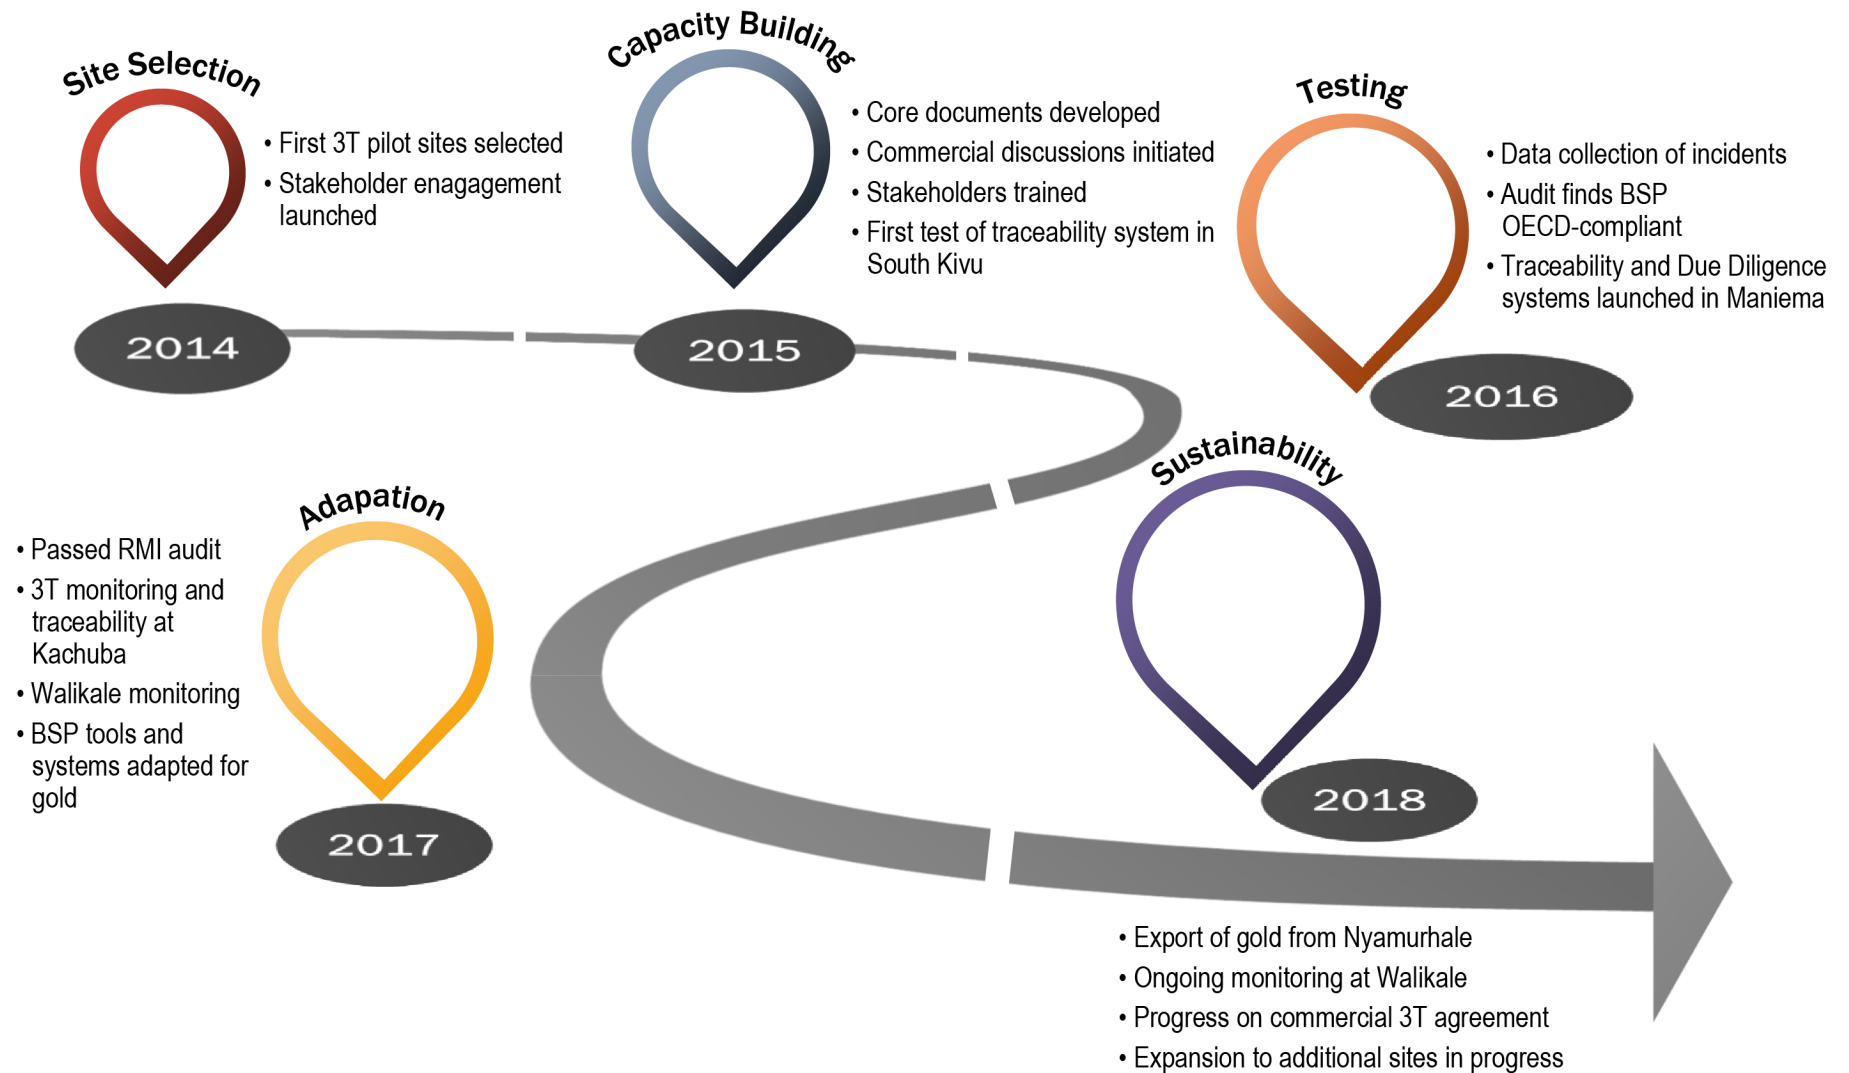 Site Selection
• First 3T pilot sites selected
• Stakeholder enagagement
launched
2014
Capacity Building
• Core documents developed
• Commercial discussions initiated
• Stakeholders trained
• First test of traceability system in
South Kivu
2015
Testing
• Data collection of incidents
• Audit finds BSP
OECD-compliant
• Traceability and Due Diligence
systems launched in Maniema
2016
Adapation
• Passed RMI audit
• 3T monitoring and
traceability at
Kachuba
• Walikale monitoring
• BSP tools and
systems adapted for
gold
2017
Sustainability
2018
• Export of gold from Nyamurhale
• Ongoing monitoring at Walikale
• Progress on commercial 3T agreement
• Expansion to additional sites in progress